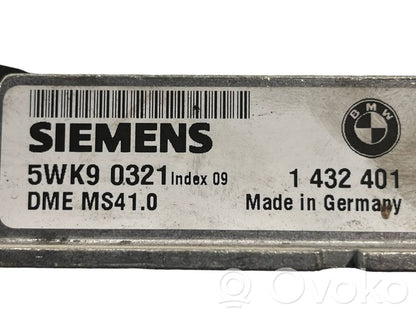 BMW
SIEMENS
5WK9 0321 Index 09 1 432 401
DME MS41.0 Made in Germany
Ovoko